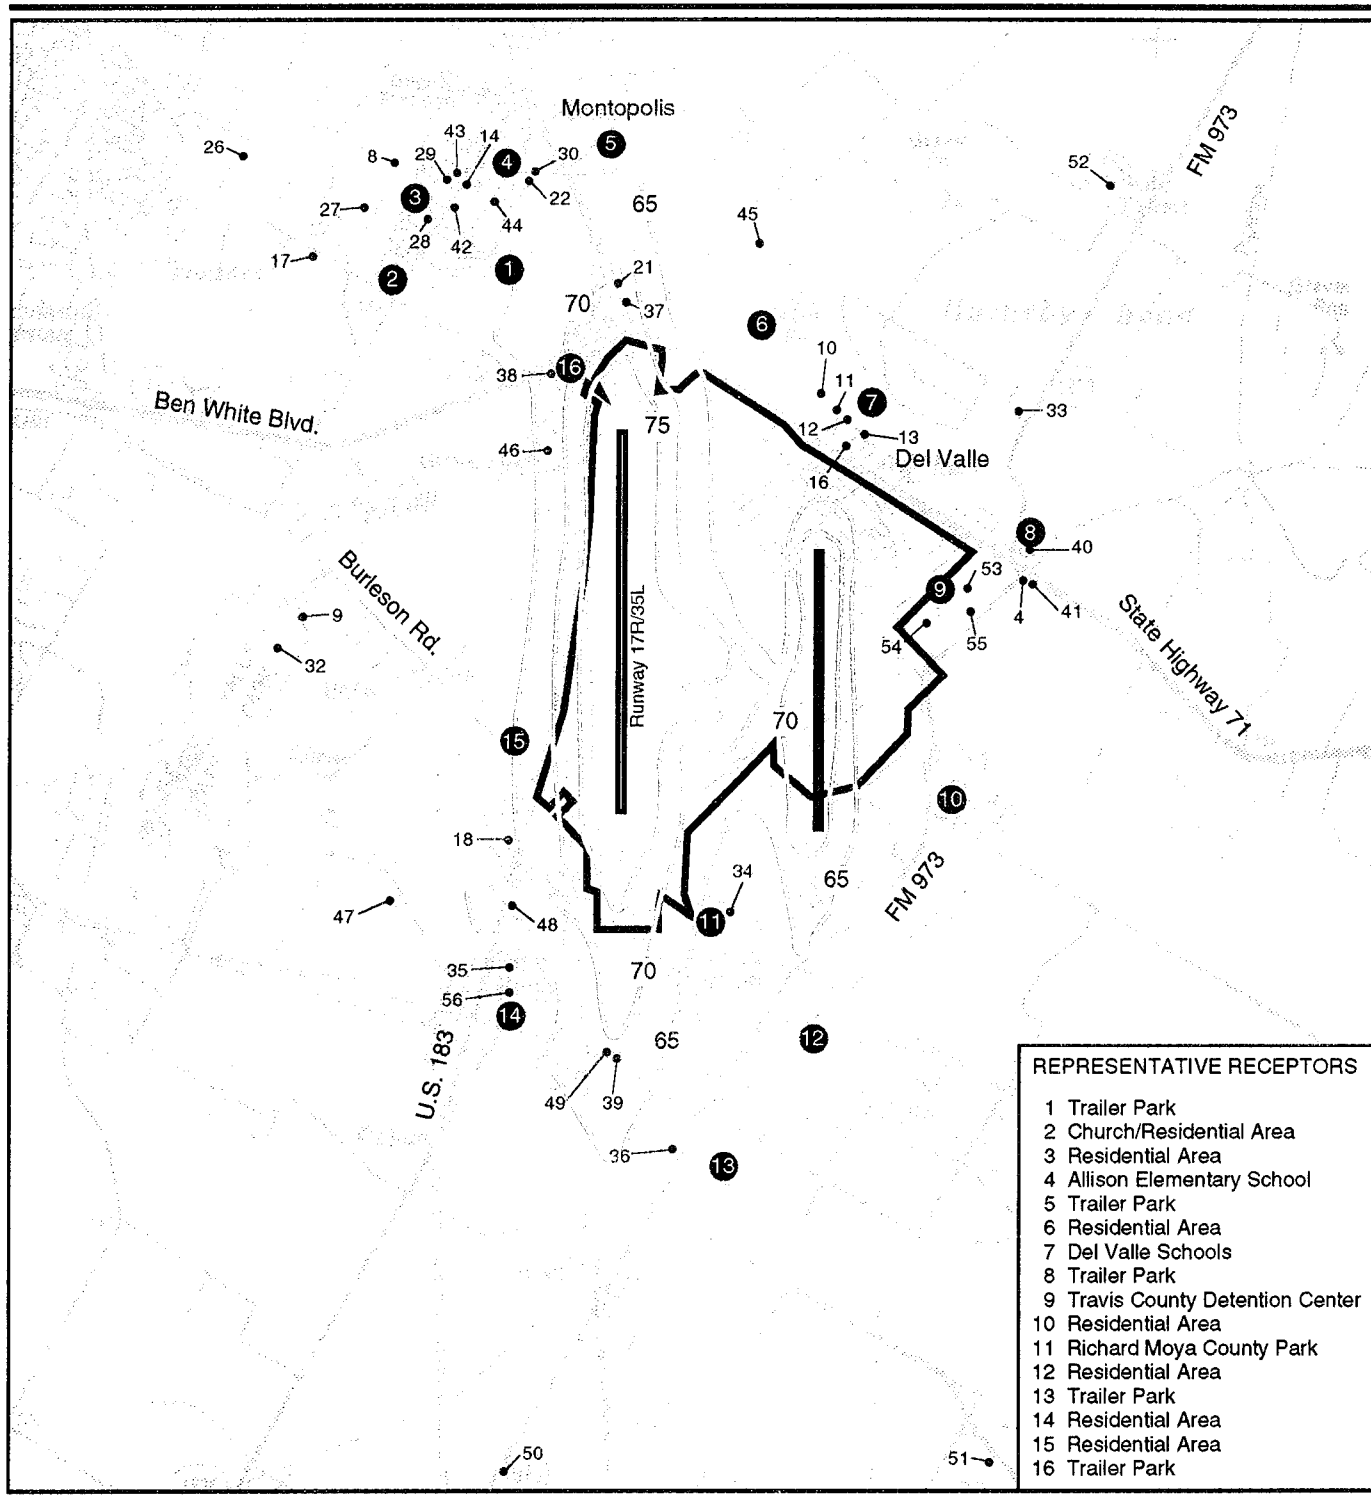 Montopolis
FM 973
26
8
29
43
14
4
30
5
52
3
22
27
28
42
44
65
45
17
2
1
21
70
37
6
38
16
10
11
7
33
Ben White Blvd.
75
12
13
46
16
Del Valle
Burleson Rd.
Runway 17R/35L
8
40
53
9
4
41
9
54
55
State Highway 71
32
15
70
10
18
65
34
FM 973
47
48
11
35
70
56
14
U.S. 183
65
12
49
39
36
13
50
51
REPRESENTATIVE RECEPTORS
1 Trailer Park
2 Church/Residential Area
3 Residential Area
4 Allison Elementary School
5 Trailer Park
6 Residential Area
7 Del Valle Schools
8 Trailer Park
9 Travis County Detention Center
10 Residential Area
11 Richard Moya County Park
12 Residential Area
13 Trailer Park
14 Residential Area
15 Residential Area
16 Trailer Park